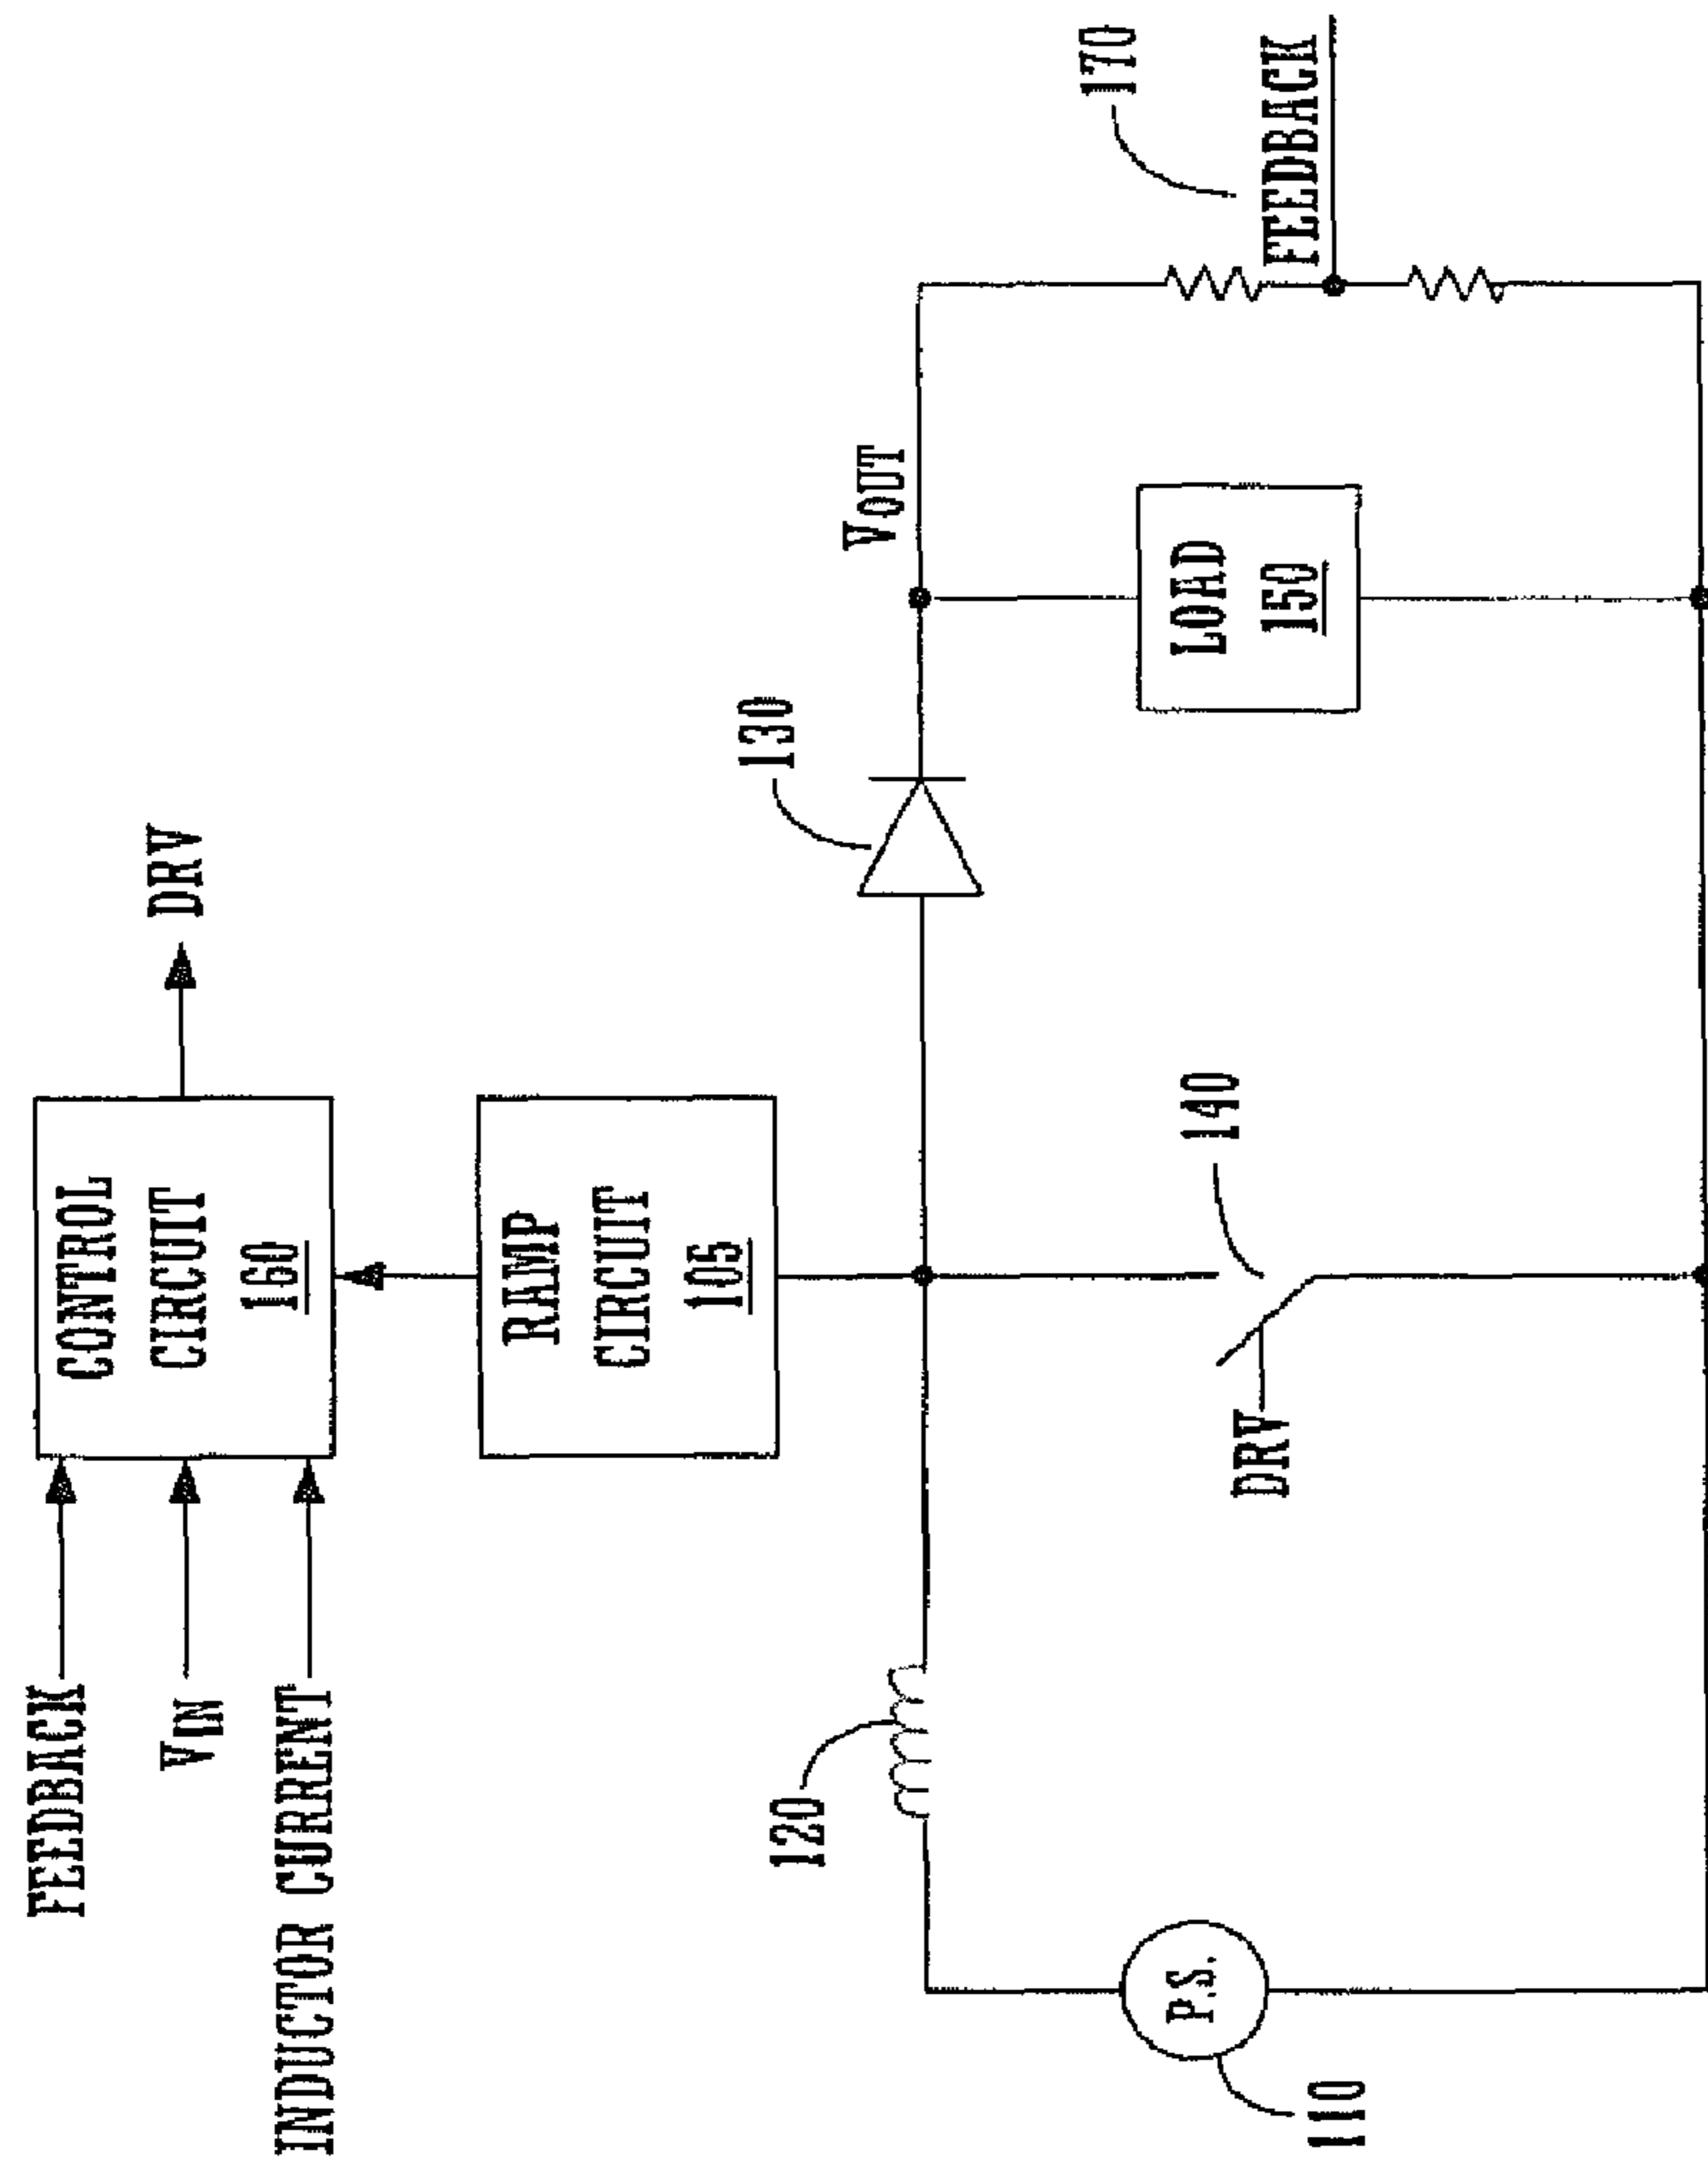 FEEDBACK
VIN
INDUCTOR CURRENT
CONTROL
CIRCUIT
160
DRV
RAMP
CIRCUIT
105
120
130
VOUT
110
P.S.
DRV
140
LOAD
150
170
FEEDBACK